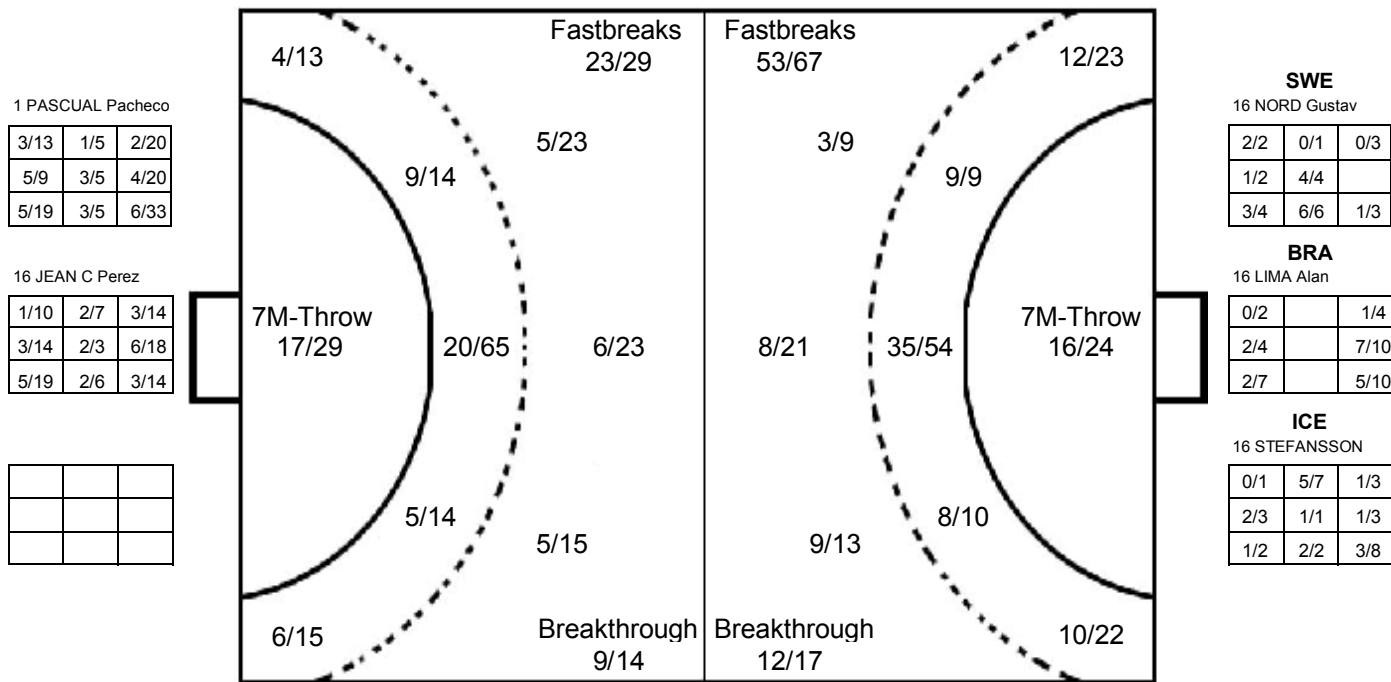 1 PASCUAL Pacheco
3/13 1/5 2/20
5/9 3/5 4/20
5/19 3/5 6/33
16 JEAN C Perez
1/10 2/7 3/14
3/14 2/3 6/18
5/19 2/6 3/14
Fastbreaks Fastbreaks
23/29 53/67
4/13 12/23
5/23 3/9
9/14 9/9
7M-Throw 7M-Throw
17/29 20/65 6/23 8/21 35/54 16/24
5/14 8/10
5/15 9/13
6/15 10/22
Breakthrough Breakthrough
9/14 12/17
SWE
16 NORD Gustav
2/2 0/1 0/3
1/2 4/4
3/4 6/6 1/3
BRA
16 LIMA Alan
0/2 1/4
2/4 7/10
2/7 5/10
ICE
16 STEFANSSON
0/1 5/7 1/3
2/3 1/1 1/3
1/2 2/2 3/8